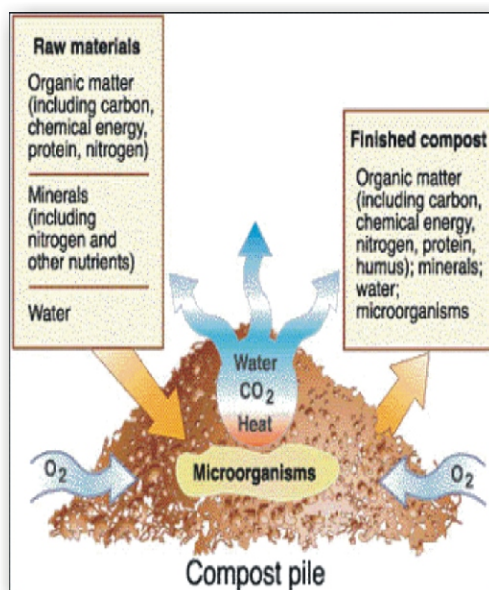 Raw materials
Organic matter
(including carbon,
chemical energy,
protein, nitrogen)
Minerals
(including
nitrogen and
other nutrients)
Water
Finished compost
Organic matter
(including carbon,
chemical energy,
nitrogen, protein,
humus); minerals;
water;
microorganisms
Water
CO2
Heat
O2
Microorganisms
O2
Compost pile